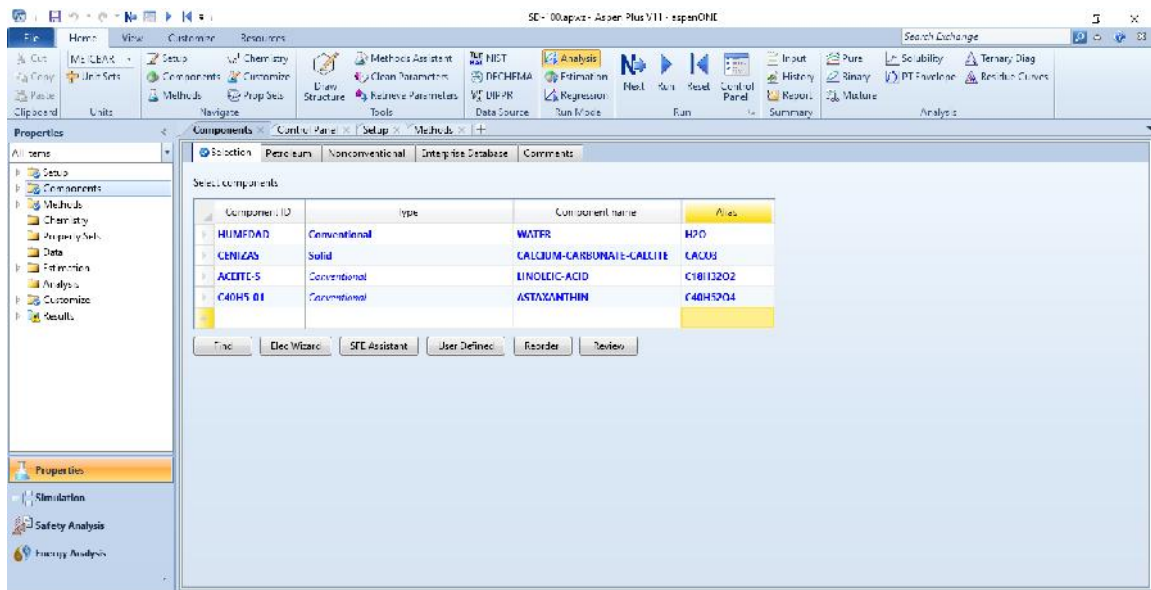 SD-100.apwz - Aspen Plus V11 - aspenONE
File Home View Customize Resources Search Exchange
Cut METCBAR Setup Chemistry Methods Assistant NIST Analysis Input Pure Solubility Ternary Diag
Copy Unit Sets Components Customize Clean Parameters DECHEMA Estimation Next Run Reset Control Panel History Binary PT Envelope Residue Curves
Paste Methods Prop Sets Draw Structure Retrieve Parameters DIPPR Regression Report Mixture
Clipboard Units Navigate Tools Data Source Run Mode Run Summary Analysis
Properties
All Items
Setup
Components
Methods
Chemistry
Property Sets
Data
Estimation
Analysis
Customize
Results
Properties
Simulation
Safety Analysis
Energy Analysis
Components Control Panel Setup Methods +
Selection Petroleum Nonconventional Enterprise Database Comments
Select components
Component ID Type Component name Alias
HUMEDAD Conventional WATER H2O
CENIZAS Solid CALCIUM-CARBONATE-CALCITE CACO3
ACEITE-S Conventional LINOLEIC-ACID C18H32O2
C40H5-01 Conventional ASTAXANTHIN C40H52O4
Find Elec Wizard SFE Assistant User Defined Reorder Review